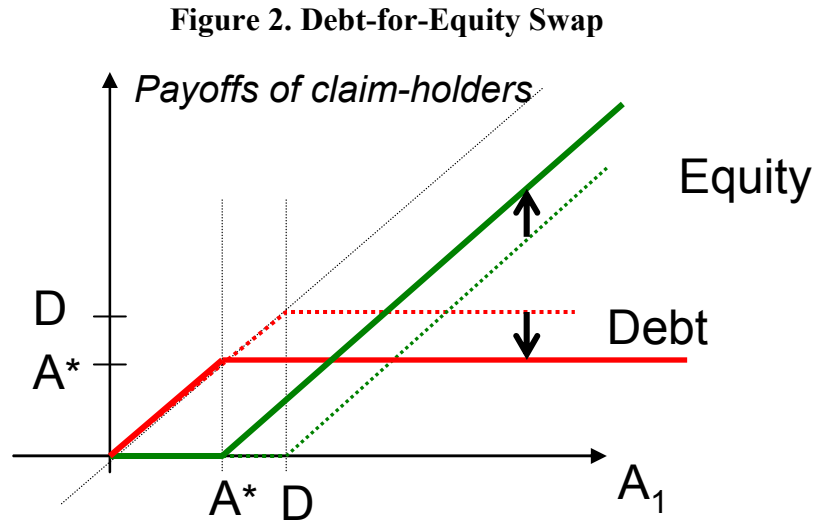 Figure 2. Debt-for-Equity Swap
Payoffs of claim-holders
Equity
D
Debt
A*
A* D
A1